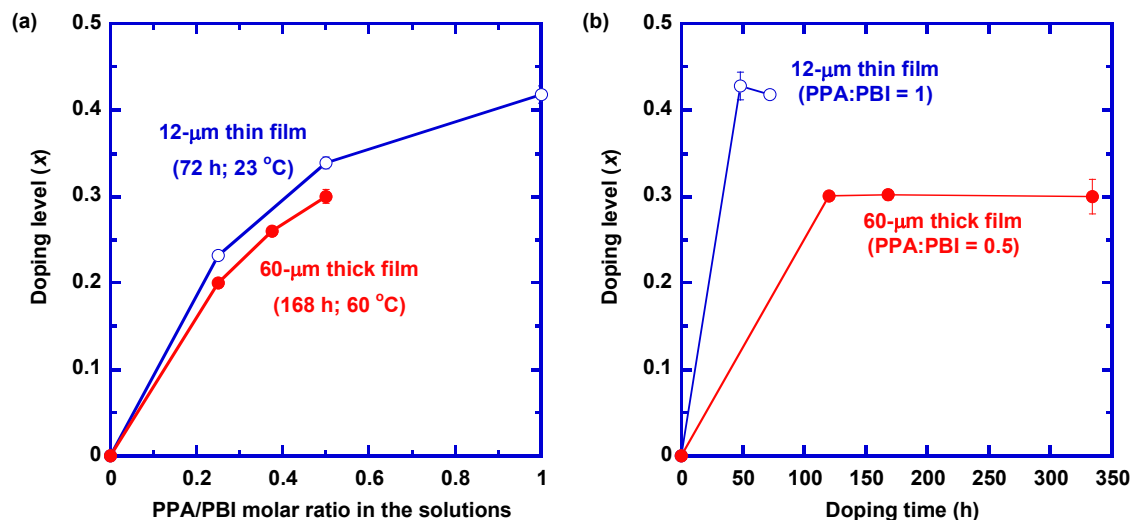 (a)
0.5
0.4
0.3
0.2
0.1
0
Doping level (x)
12-μm thin film
(72 h; 23 °C)
60-μm thick film
(168 h; 60 °C)
0
0.2
0.4
0.6
0.8
1
PPA/PBI molar ratio in the solutions
(b)
0.5
0.4
0.3
0.2
0.1
0
Doping level (x)
12-μm thin film
(PPA:PBI = 1)
60-μm thick film
(PPA:PBI = 0.5)
0
50
100
150
200
250
300
350
Doping time (h)